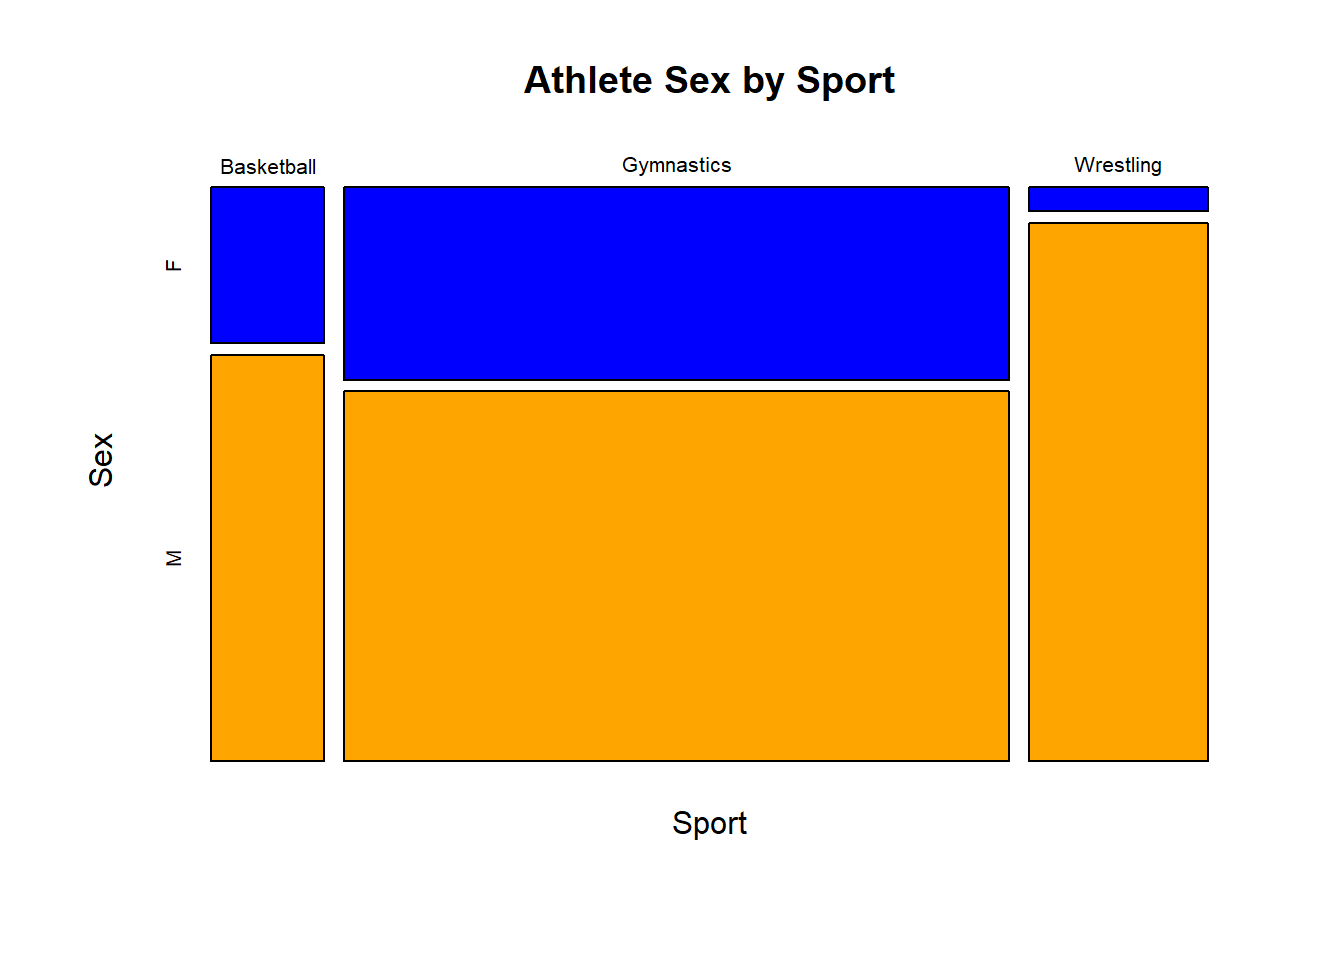 Athlete Sex by Sport
Basketball
Gymnastics
Wrestling
F
M
Sex
Sport